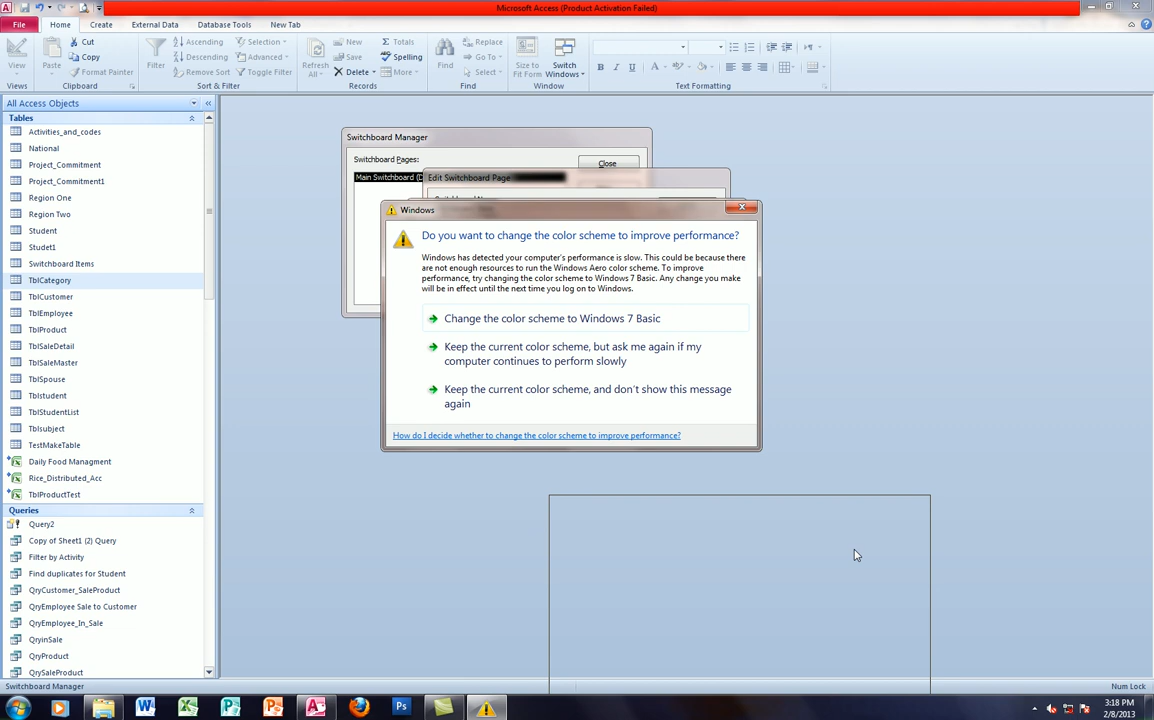 Microsoft Access (Product Activation Failed)
File Home Create External Data Database Tools New Tab
View
Views
Paste
Cut
Copy
Format Painter
Clipboard
Filter
Ascending
Descending
Remove Sort
Selection
Advanced
Toggle Filter
Sort & Filter
Refresh
All
New
Save
Delete
Totals
Spelling
More
Records
Find
Replace
Go To
Select
Find
Size to
Fit Form
Switch
Windows
Window
B I U
A
Text Formatting
All Access Objects
Tables
Activities_and_codes
National
Project_Commitment
Project_Commitment1
Region One
Region Two
Student
Studet1
Switchboard Items
TblCategory
TblCustomer
TblEmployee
TblProduct
TblSaleDetail
TblSaleMaster
TblSpouse
Tblstudent
TblStudentList
Tblsubject
TestMakeTable
Daily Food Managment
Rice_Distributed_Acc
TblProductTest
Queries
Query2
Copy of Sheet1 (2) Query
Filter by Activity
Find duplicates for Student
QryCustomer_SaleProduct
QryEmployee Sale to Customer
QryEmployee_In_Sale
QryinSale
QryProduct
QrySaleProduct
Switchboard Manager
Switchboard Pages:
Close
Main Switchboard (D
Edit Switchboard Page
Windows
Do you want to change the color scheme to improve performance?
Windows has detected your computer's performance is slow. This could be because there
are not enough resources to run the Windows Aero color scheme. To improve
performance, try changing the color scheme to Windows 7 Basic. Any change you make
will be in effect until the next time you log on to Windows.
Change the color scheme to Windows 7 Basic
Keep the current color scheme, but ask me again if my
computer continues to perform slowly
Keep the current color scheme, and don't show this message
again
How do I decide whether to change the color scheme to improve performance?
Switchboard Manager
Num Lock
3:18 PM
2/8/2013